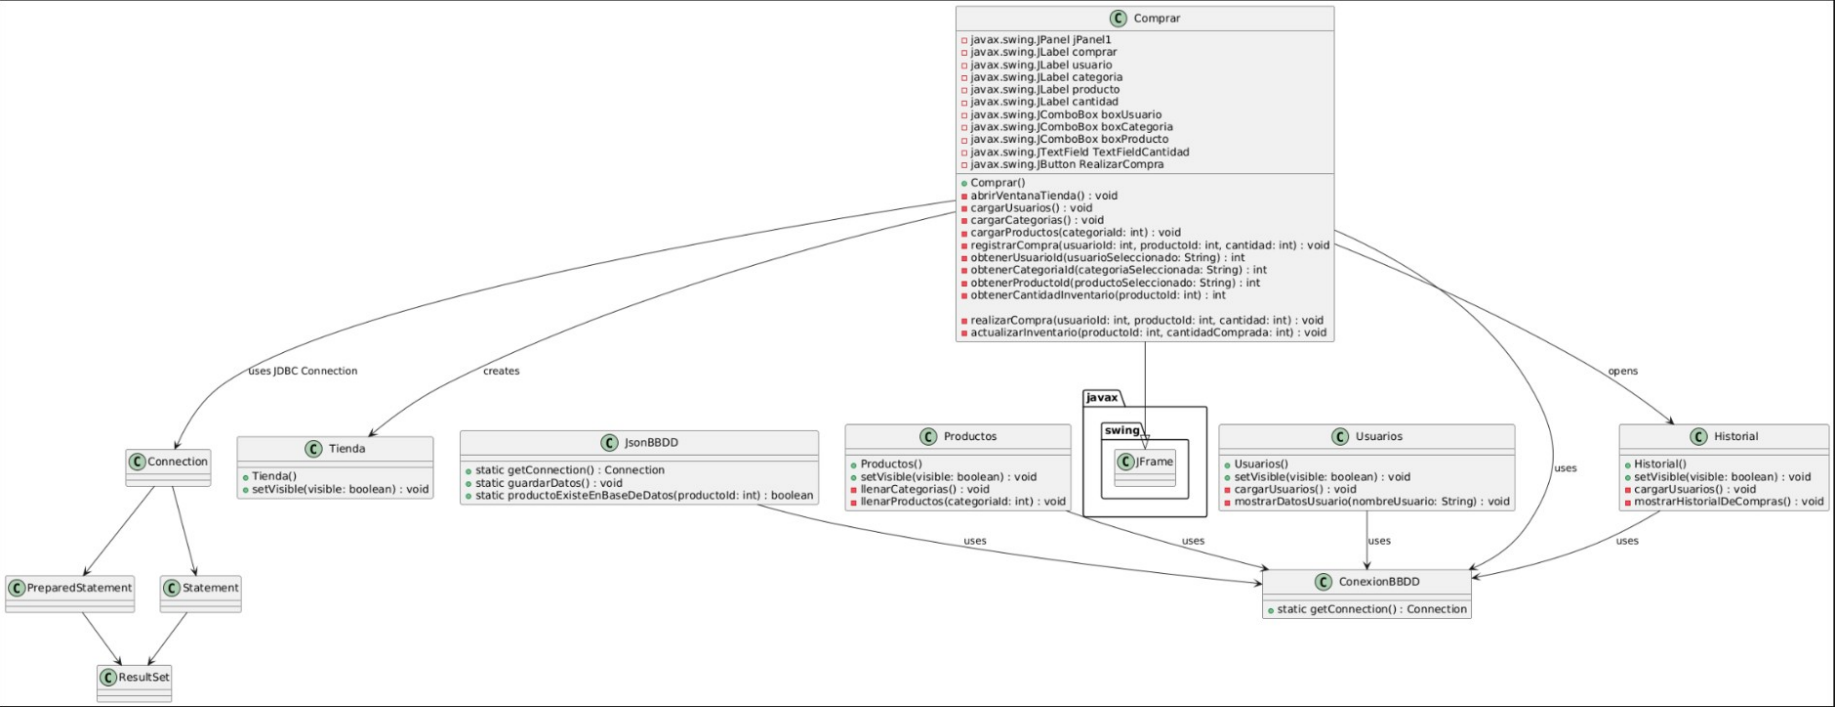 C Comprar
javax.swing.JPanel jPanel1
javax.swing.JLabel comprar
javax.swing.JLabel usuario
javax.swing.JLabel categoria
javax.swing.JLabel producto
javax.swing.JLabel cantidad
javax.swing.JComboBox boxUsuario
javax.swing.JComboBox boxCategoria
javax.swing.JComboBox boxProducto
javax.swing.JTextField TextFieldCantidad
javax.swing.JButton RealizarCompra
Comprar()
abrirVentanaTienda() : void
cargarUsuarios() : void
cargarCategorias() : void
cargarProductos(categoriaId: int) : void
registrarCompra(usuarioId: int, productoId: int, cantidad: int) : void
obtenerUsuarioId(usuarioSeleccionado: String) : int
obtenerCategoriaId(categoriaSeleccionada: String) : int
obtenerProductoId(productoSeleccionado: String) : int
obtenerCantidadInventario(productoId: int) : int
realizarCompra(usuarioId: int, productoId: int, cantidad: int) : void
actualizarInventario(productoId: int, cantidadComprada: int) : void
uses JDBC Connection
creates
opens
uses
C Connection
C Tienda
Tienda()
setVisible(visible: boolean) : void
C JsonBBDD
static getConnection() : Connection
static guardarDatos() : void
static productoExisteEnBaseDeDatos(productoId: int) : boolean
C Productos
Productos()
setVisible(visible: boolean) : void
llenarCategorias() : void
llenarProductos(categoriaId: int) : void
javax
swing
C JFrame
C Usuarios
Usuarios()
setVisible(visible: boolean) : void
cargarUsuarios() : void
mostrarDatosUsuario(nombreUsuario: String) : void
C Historial
Historial()
setVisible(visible: boolean) : void
cargarUsuarios() : void
mostrarHistorialDeCompras() : void
uses
uses
uses
uses
C PreparedStatement
C Statement
C ConexionBBDD
static getConnection() : Connection
C ResultSet